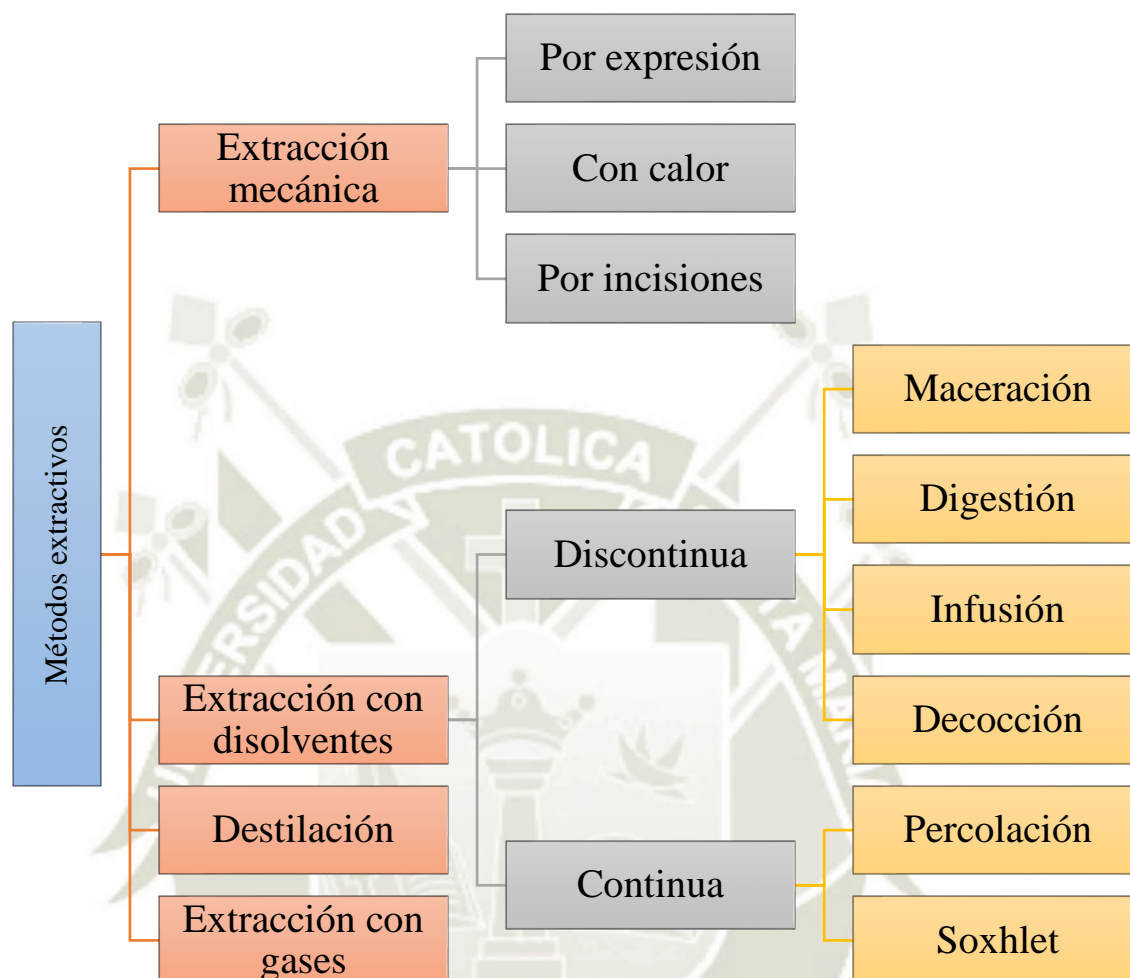 Métodos extractivos
Extracción
mecánica
Por expresión
Con calor
Por incisiones
Extracción con
disolventes
Discontinua
Maceración
Digestión
Infusión
Decocción
Continua
Percolación
Soxhlet
Destilación
Extracción con
gases
UNIVERSIDAD
CATOLICA